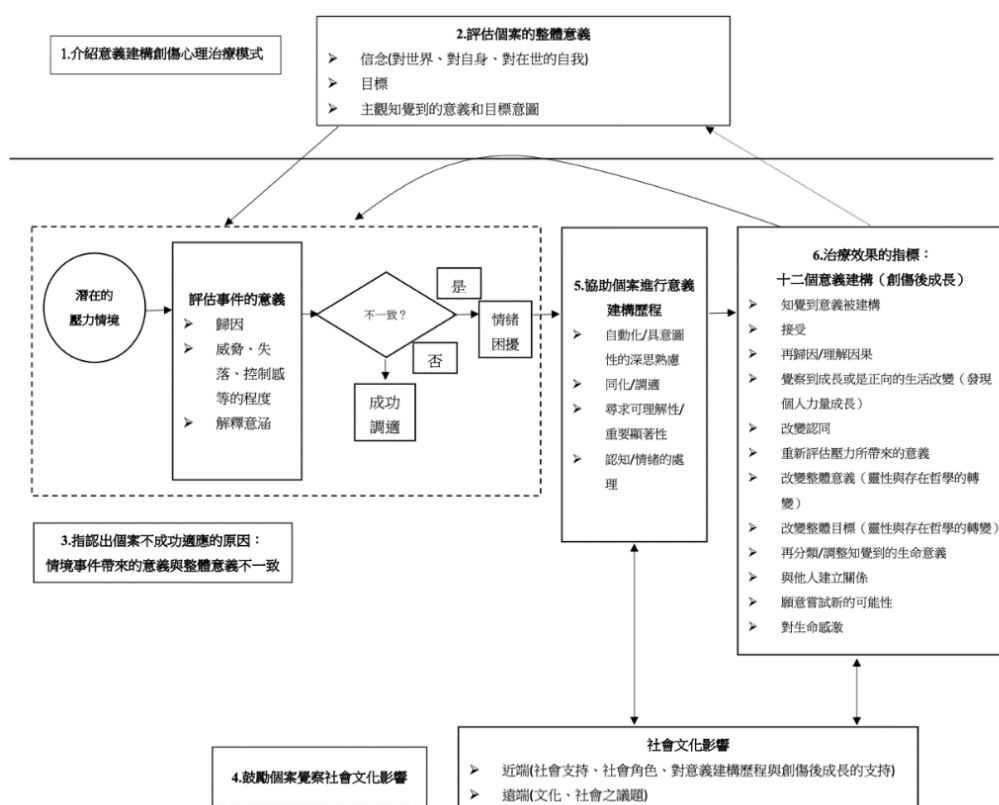 1.介紹意義建構創傷心理治療模式
2.評估個案的整體意義
➤ 信念(對世界、對自身、對在世的自我)
➤ 目標
➤ 主觀知覺到的意義和目標意圖
潛在的
壓力情境
評估事件的意義
➤ 歸因
➤ 威脅、失
落、控制感
等的程度
➤ 解釋意涵
不一致？
是
否
情緒
困擾
成功
調適
3.指認出個案不成功適應的原因：
情境事件帶來的意義與整體意義不一致
5.協助個案進行意義
建構歷程
➤ 自動化/具意圖
性的深思熟慮
➤ 同化/調適
➤ 尋求可理解性/
重要顯著性
➤ 認知/情緒的處
理
6.治療效果的指標：
十二個意義建構（創傷後成長）
➤ 知覺到意義被建構
➤ 接受
➤ 再歸因/理解因果
➤ 覺察到成長或是正向的生活改變（發現
個人力量成長）
➤ 改變認同
➤ 重新評估壓力所帶來的意義
➤ 改變整體意義（靈性與存在哲學的轉
變）
➤ 改變整體目標（靈性與存在哲學的轉變）
➤ 再分類/調整知覺到的生命意義
➤ 與他人建立關係
➤ 願意嘗試新的可能性
➤ 對生命感激
4.鼓勵個案覺察社會文化影響
社會文化影響
➤ 近端(社會支持、社會角色、對意義建構歷程與創傷後成長的支持)
➤ 遠端(文化、社會之議題)